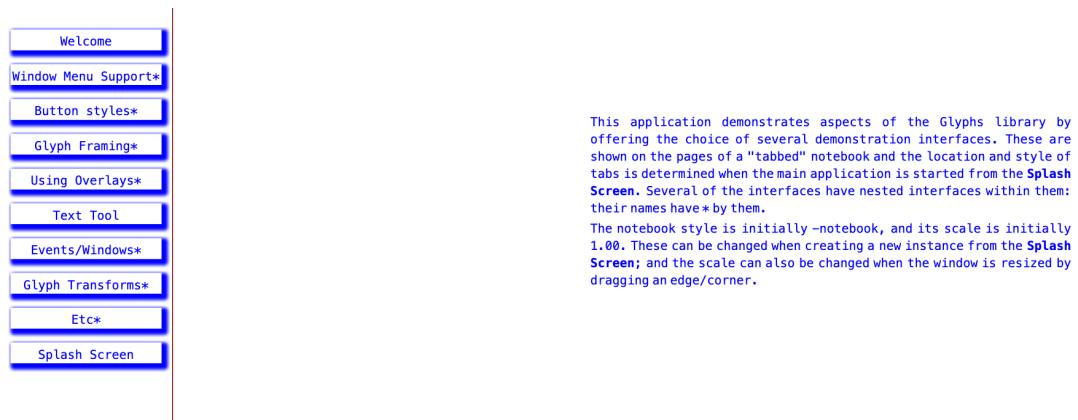 Welcome
Window Menu Support*
Button styles*
Glyph Framing*
Using Overlays*
Text Tool
Events/Windows*
Glyph Transforms*
Etc*
Splash Screen
This application demonstrates aspects of the Glyphs library by
offering the choice of several demonstration interfaces. These are
shown on the pages of a "tabbed" notebook and the location and style of
tabs is determined when the main application is started from the Splash
Screen. Several of the interfaces have nested interfaces within them:
their names have * by them.
The notebook style is initially –notebook, and its scale is initially
1.00. These can be changed when creating a new instance from the Splash
Screen; and the scale can also be changed when the window is resized by
dragging an edge/corner.